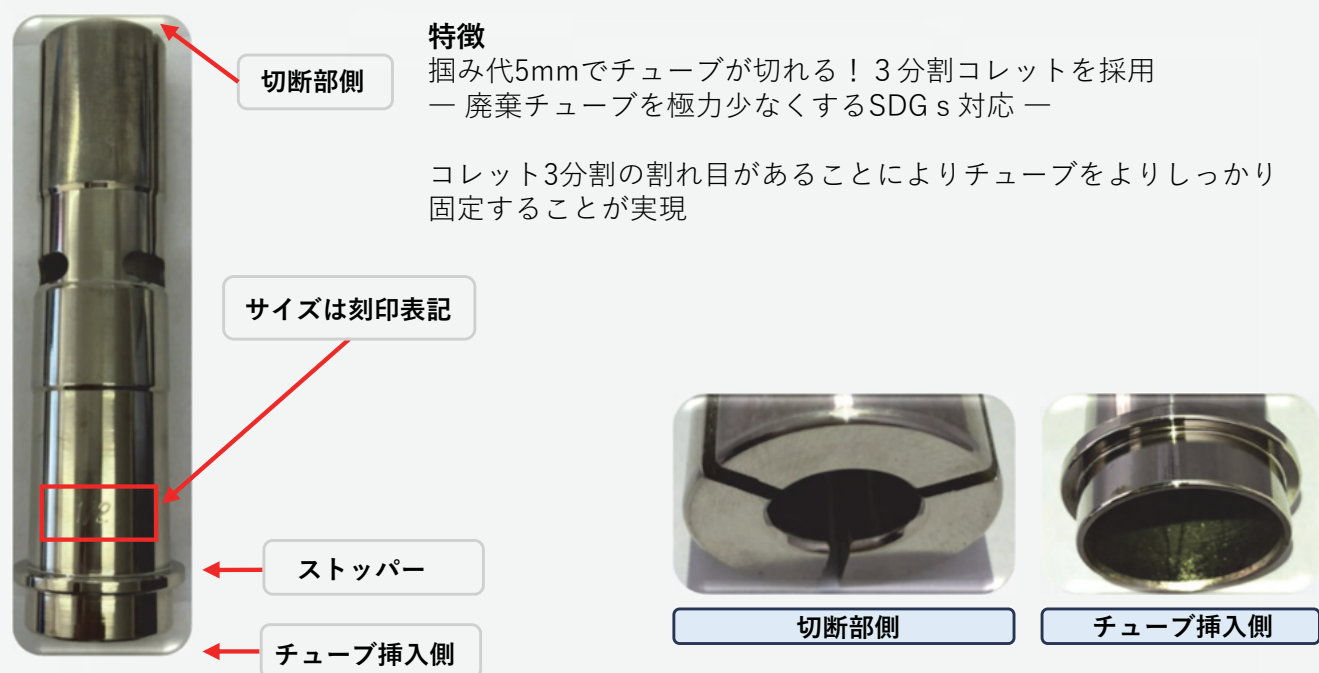 特徴
掴み代5mmでチューブが切れる！３分割コレットを採用
― 廃棄チューブを極力少なくするSDGｓ対応 ―
コレット3分割の割れ目があることによりチューブをよりしっかり
固定することが実現
切断部側
サイズは刻印表記
ストッパー
チューブ挿入側
切断部側
チューブ挿入側